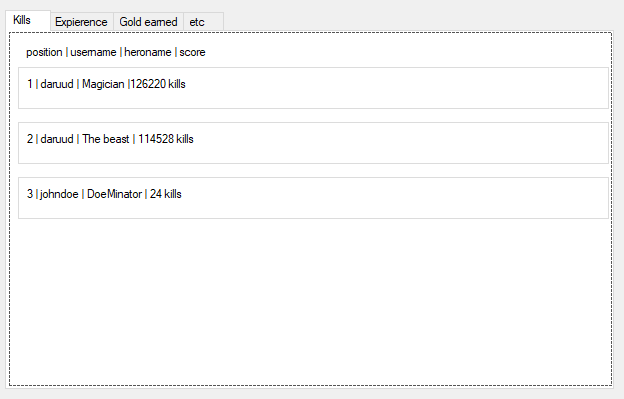 Kills Expierence Gold earned etc
position | username | heroname | score
1 | daruud | Magician |126220 kills
2 | daruud | The beast | 114528 kills
3 | johndoe | DoeMinator | 24 kills